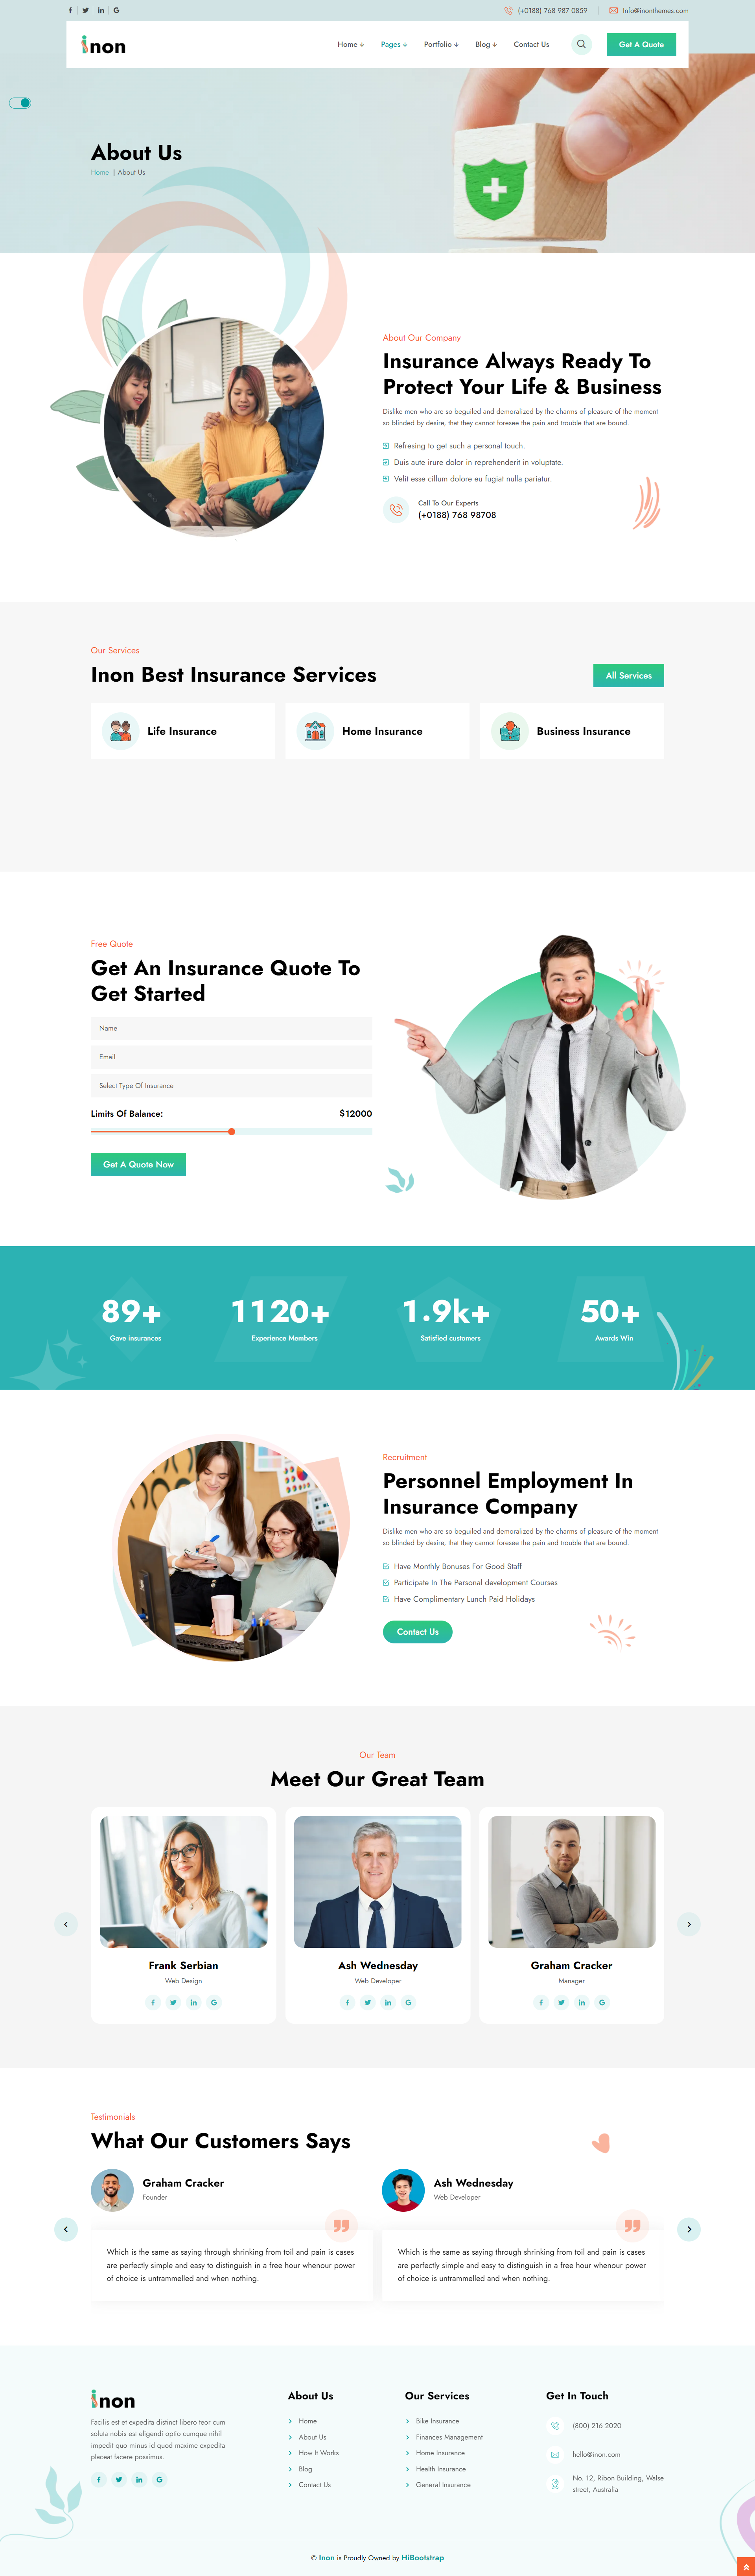 (+0188) 768 987 0859
Info@inonthemes.com
inon
Home
Pages
Portfolio
Blog
Contact Us
Get A Quote
About Us
Home | About Us
About Our Company
Insurance Always Ready To
Protect Your Life & Business
Dislike men who are so beguiled and demoralized by the charms of pleasure of the moment
so blinded by desire, that they cannot foresee the pain and trouble that are bound.
Refresing to get such a personal touch.
Duis aute irure dolor in reprehenderit in voluptate.
Velit esse cillum dolore eu fugiat nulla pariatur.
Call To Our Experts
(+0188) 768 98708
Our Services
Inon Best Insurance Services
All Services
Life Insurance
Home Insurance
Business Insurance
Free Quote
Get An Insurance Quote To
Get Started
Name
Email
Select Type Of Insurance
Limits Of Balance:
$12000
Get A Quote Now
89+
Gave insurances
1120+
Experience Members
1.9k+
Satisfied customers
50+
Awards Win
Recruitment
Personnel Employment In
Insurance Company
Dislike men who are so beguiled and demoralized by the charms of pleasure of the moment
so blinded by desire, that they cannot foresee the pain and trouble that are bound.
Have Monthly Bonuses For Good Staff
Participate In The Personal development Courses
Have Complimentary Lunch Paid Holidays
Contact Us
Our Team
Meet Our Great Team
Frank Serbian
Web Design
Ash Wednesday
Web Developer
Graham Cracker
Manager
Testimonials
What Our Customers Says
Graham Cracker
Founder
Which is the same as saying through shrinking from toil and pain is cases
are perfectly simple and easy to distinguish in a free hour whenour power
of choice is untrammelled and when nothing.
Ash Wednesday
Web Developer
Which is the same as saying through shrinking from toil and pain is cases
are perfectly simple and easy to distinguish in a free hour whenour power
of choice is untrammelled and when nothing.
inon
Facilis est et expedita distinct libero teor cum
soluta nobis est eligendi optio cumque nihil
impedit quo minus id quod maxime expedita
placeat facere possimus.
About Us
Home
About Us
How It Works
Blog
Contact Us
Our Services
Bike Insurance
Finances Management
Home Insurance
Health Insurance
General Insurance
Get In Touch
(800) 216 2020
hello@inon.com
No. 12, Ribon Building, Walse
street, Australia
© Inon is Proudly Owned by HiBootstrap